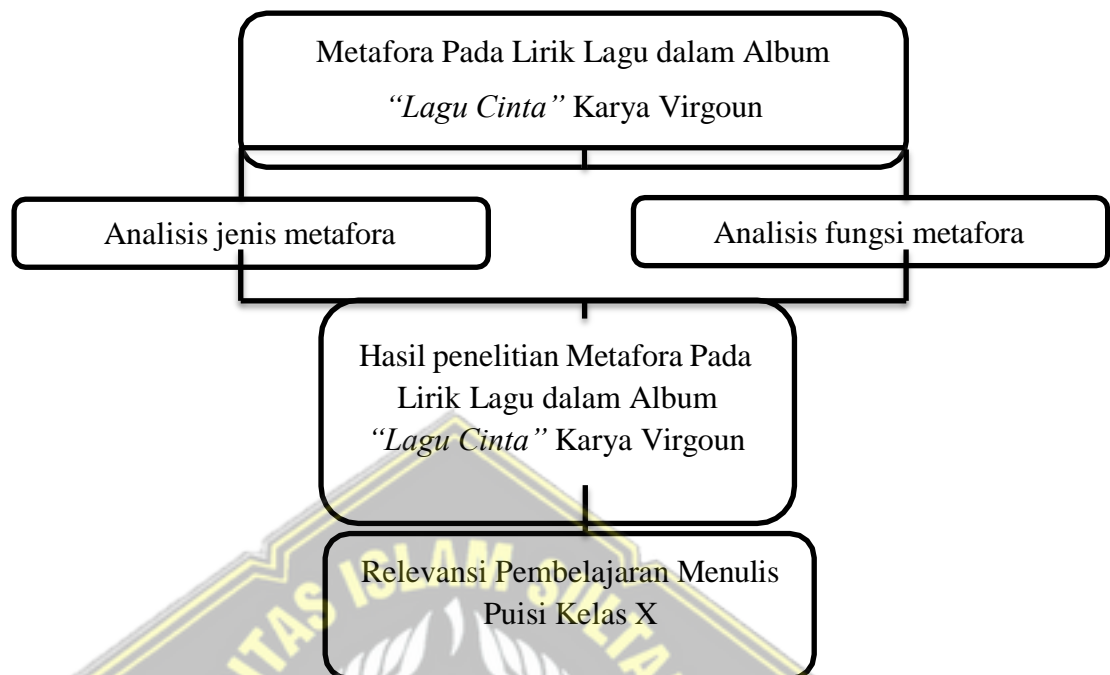 Metafora Pada Lirik Lagu dalam Album
“Lagu Cinta” Karya Virgoun
Analisis jenis metafora
Analisis fungsi metafora
Hasil penelitian Metafora Pada
Lirik Lagu dalam Album
“Lagu Cinta” Karya Virgoun
Relevansi Pembelajaran Menulis
Puisi Kelas X
ISLAM